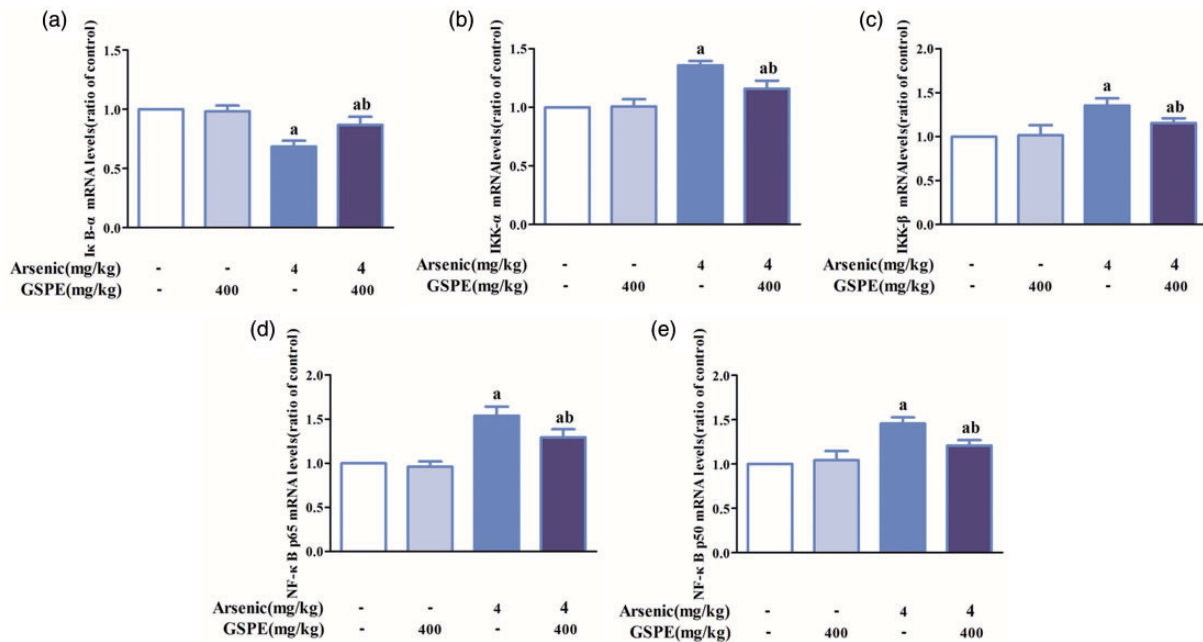 (a)
Iκ B-α mRNA levels(ratio of control)
1.5
1.0
0.5
0.0
a
ab
Arsenic(mg/kg) - - 4 4
GSPE(mg/kg) - 400 - 400
(b)
IKK-α mRNAlevels(ratio of control)
1.5
1.0
0.5
0.0
a
ab
Arsenic(mg/kg) - - 4 4
GSPE(mg/kg) - 400 - 400
(c)
IKK-β mRNAlevels(ratio of control)
2.0
1.5
1.0
0.5
0.0
a
ab
Arsenic(mg/kg) - - 4 4
GSPE(mg/kg) - 400 - 400
(d)
NF-κ B p65 mRNA levels(ratio of control)
2.0
1.5
1.0
0.5
0.0
a
ab
Arsenic(mg/kg) - - 4 4
GSPE(mg/kg) - 400 - 400
(e)
NF-κ B p50 mRNA levels(ratio of control)
2.0
1.5
1.0
0.5
0.0
a
ab
Arsenic(mg/kg) - - 4 4
GSPE(mg/kg) - 400 - 400